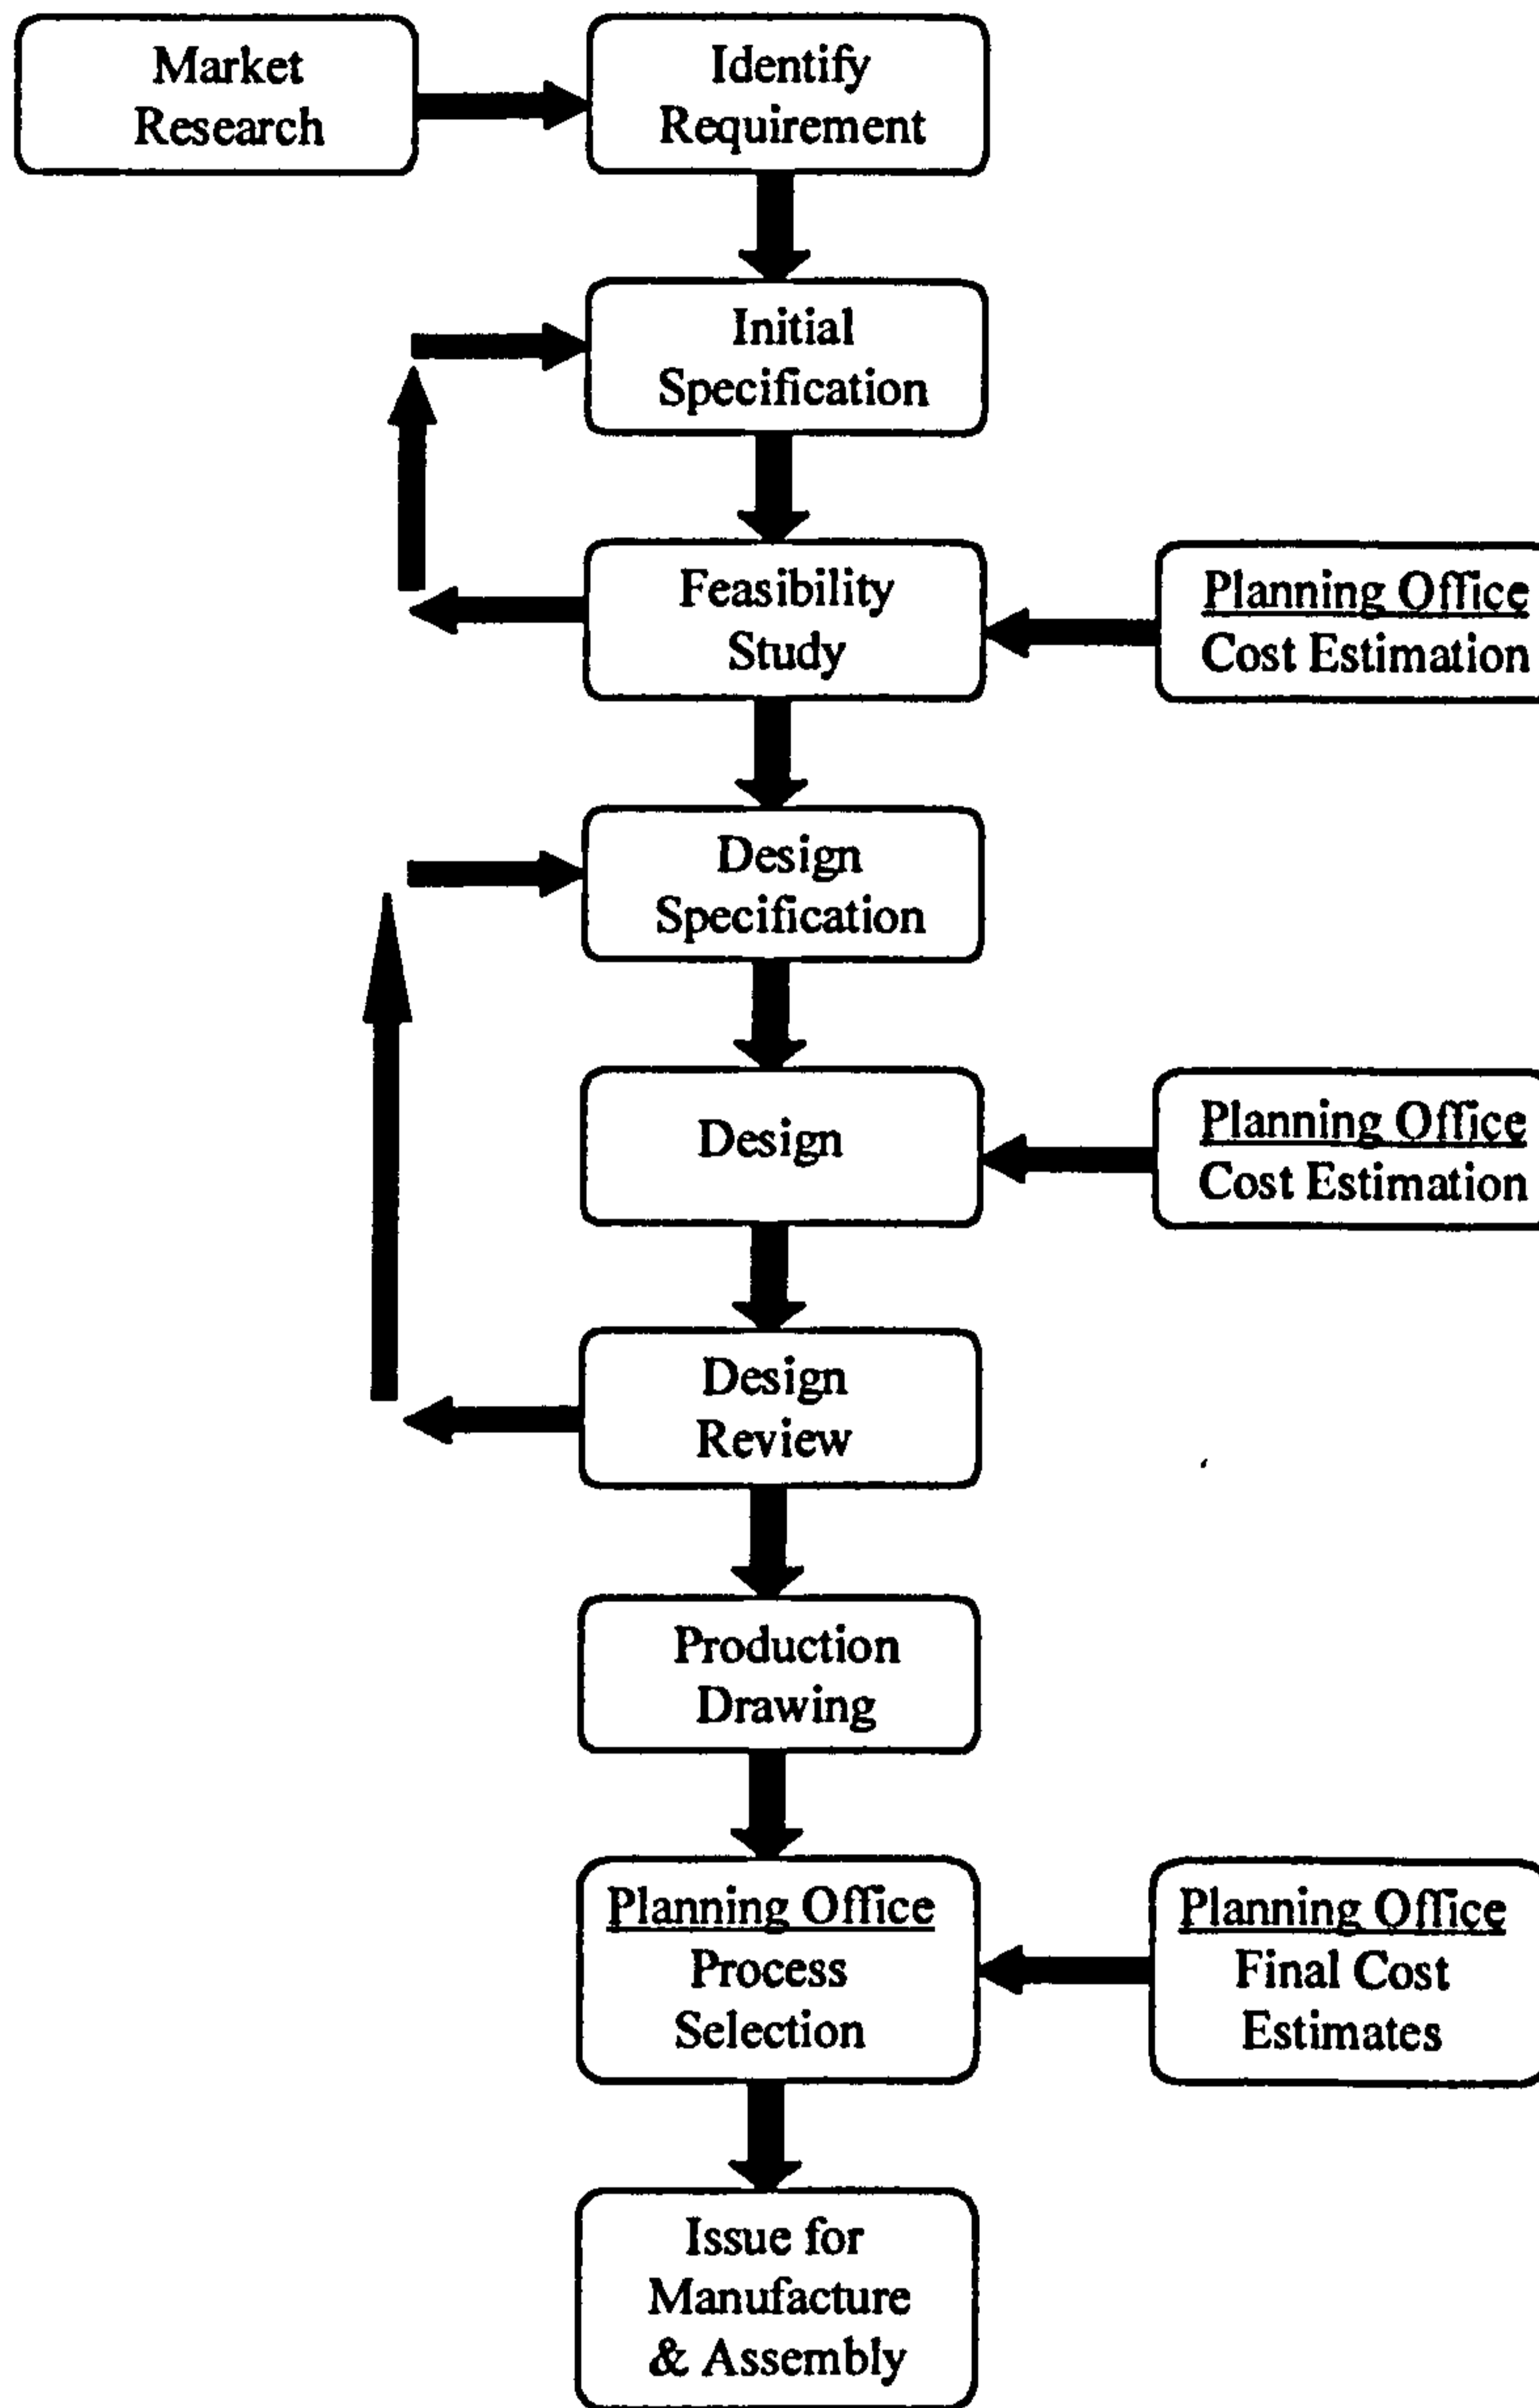 Market
Research
Identify
Requirement
Initial
Specification
Feasibility
Study
Planning Office
Cost Estimation
Design
Specification
Design
Planning Office
Cost Estimation
Design
Review
Production
Drawing
Planning Office
Process
Selection
Planning Office
Final Cost
Estimates
Issue for
Manufacture
& Assembly